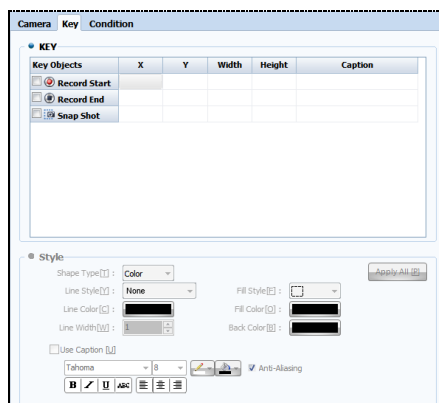 Camera Key Condition
KEY
Key Objects X Y Width Height Caption
Record Start
Record End
Snap Shot
Style
Shape Type[T] : Color Apply All [P]
Line Style[Y] : None Fill Style[F] :
Line Color[C] : Fill Color[O] :
Line Width[W] : 1 Back Color[B] :
Use Caption [U]
Tahoma 8 Anti-Aliasing
B I U ABC